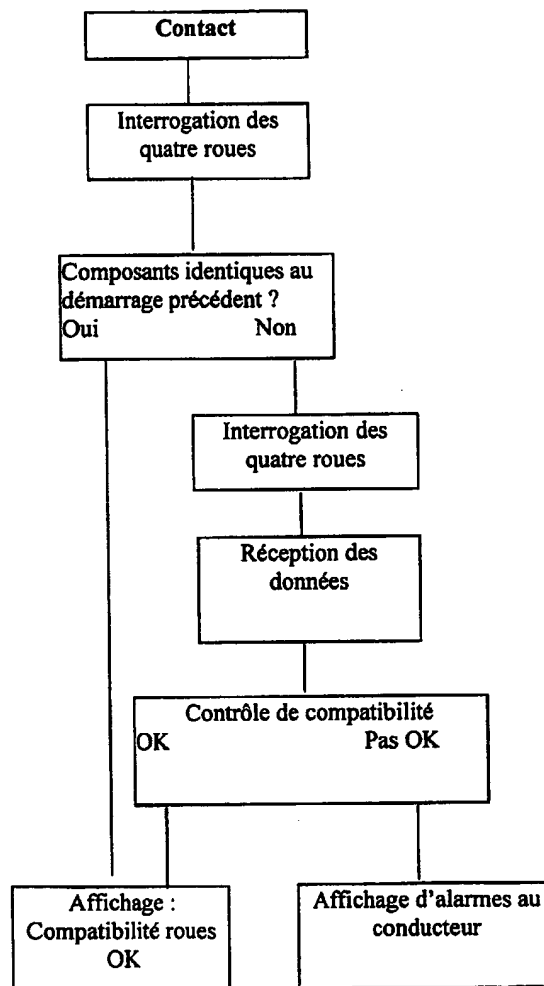 Contact
Interrogation des
quatre roues
Composants identiques au
démarrage précédent ?
Oui Non
Interrogation des
quatre roues
Réception des
données
Contrôle de compatibilité
OK Pas OK
Affichage :
Compatibilité roues
OK
Affichage d'alarmes au
conducteur